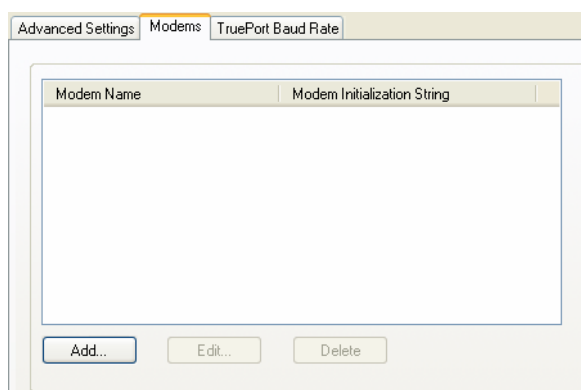 Advanced Settings Modems TruePort Baud Rate
Modem Name Modem Initialization String
Add... Edit... Delete